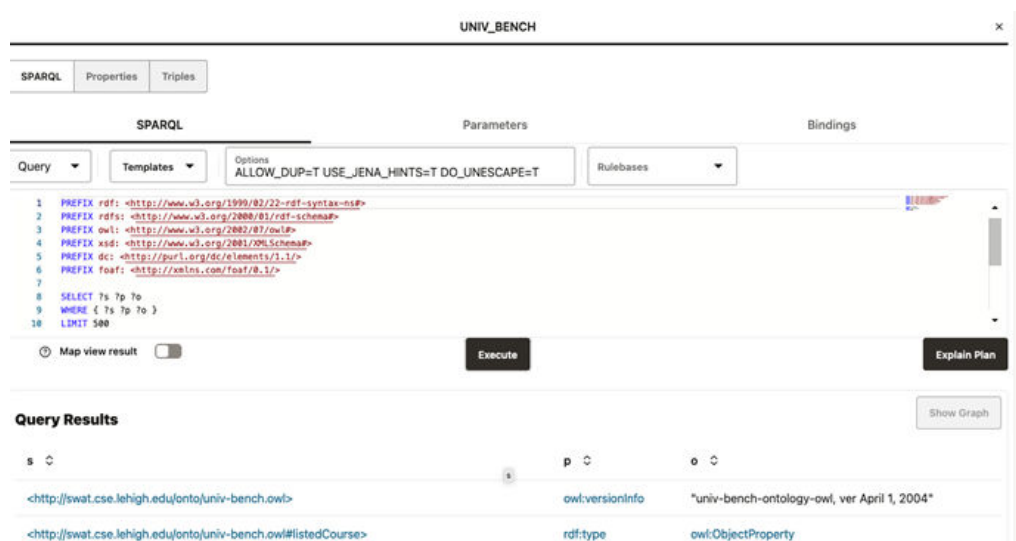 UNIV_BENCH ×
SPARQL Properties Triples
SPARQL Parameters Bindings
Query Templates Options Rulebases
ALLOW_DUP=T USE_JENA_HINTS=T DO_UNESCAPE=T
1 PREFIX rdf: <http://www.w3.org/1999/02/22-rdf-syntax-ns#>
2 PREFIX rdfs: <http://www.w3.org/2000/01/rdf-schema#>
3 PREFIX owl: <http://www.w3.org/2002/07/owl#>
4 PREFIX xsd: <http://www.w3.org/2001/XMLSchema#>
5 PREFIX dc: <http://purl.org/dc/elements/1.1/>
6 PREFIX foaf: <http://xmlns.com/foaf/0.1/>
7
8 SELECT ?s ?p ?o
9 WHERE { ?s ?p ?o }
10 LIMIT 500
? Map view result Execute Explain Plan
Query Results Show Graph
s p o
s
<http://swat.cse.lehigh.edu/onto/univ-bench.owl> owl:versionInfo "univ-bench-ontology-owl, ver April 1, 2004"
<http://swat.cse.lehigh.edu/onto/univ-bench.owl#listedCourse> rdf:type owl:ObjectProperty